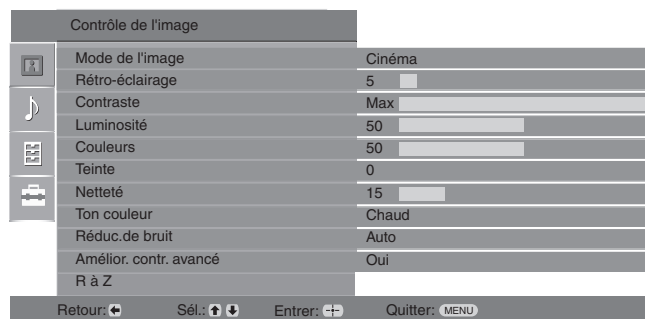 Contrôle de l'image
Mode de l'image Cinéma
Rétro-éclairage 5
Contraste Max
Luminosité 50
Couleurs 50
Teinte 0
Netteté 15
Ton couleur Chaud
Réduc.de bruit Auto
Amélior. contr. avancé Oui
R à Z
Retour: Sél.: Entrer: Quitter: MENU